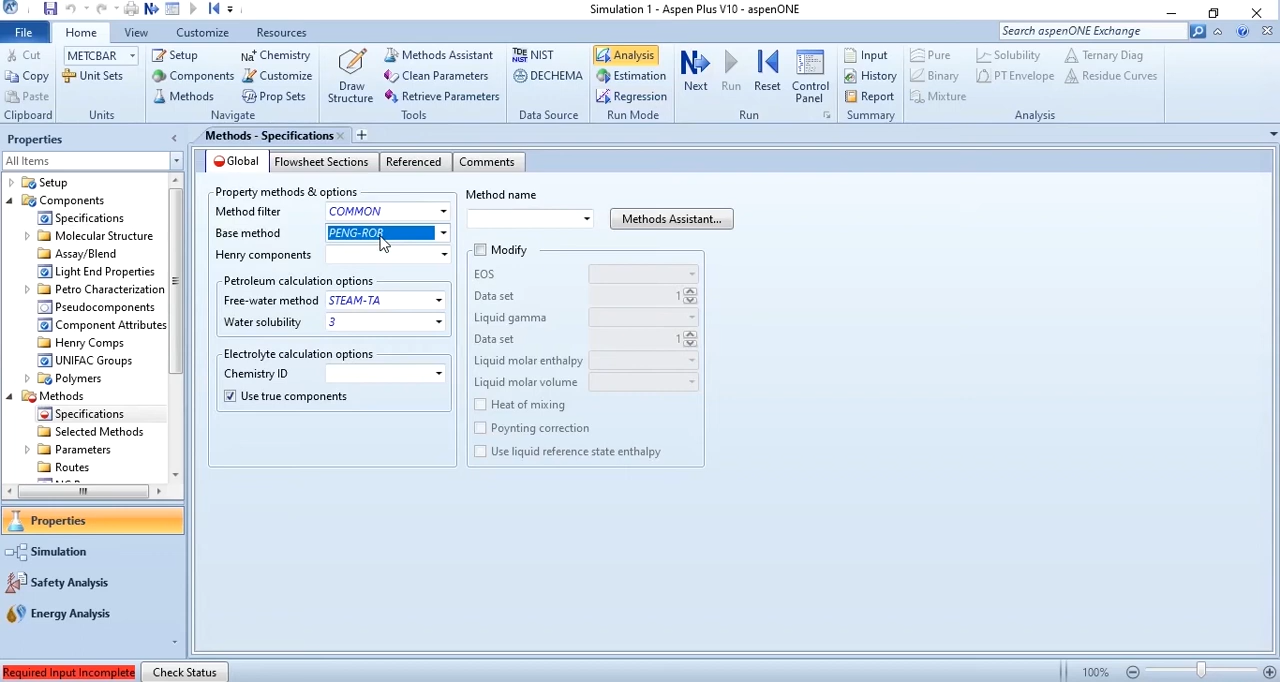 Simulation 1 - Aspen Plus V10 - aspenONE
File Home View Customize Resources
Search aspenONE Exchange
Cut
Copy
Paste
Clipboard
METCBAR
Unit Sets
Units
Setup
Components
Methods
Chemistry
Customize
Prop Sets
Navigate
Draw
Structure
Methods Assistant
Clean Parameters
Retrieve Parameters
Tools
NIST
DECHEMA
Data Source
Analysis
Estimation
Regression
Run Mode
Next
Run
Reset
Control
Panel
Run
Input
History
Report
Summary
Pure
Binary
Mixture
Solubility
PT Envelope
Ternary Diag
Residue Curves
Analysis
Properties
All Items
Setup
Components
Specifications
Molecular Structure
Assay/Blend
Light End Properties
Petro Characterization
Pseudocomponents
Component Attributes
Henry Comps
UNIFAC Groups
Polymers
Methods
Specifications
Selected Methods
Parameters
Routes
Properties
Simulation
Safety Analysis
Energy Analysis
Methods - Specifications
Global Flowsheet Sections Referenced Comments
Property methods & options
Method filter COMMON
Base method PENG-ROB
Henry components
Petroleum calculation options
Free-water method STEAM-TA
Water solubility 3
Electrolyte calculation options
Chemistry ID
Use true components
Method name
Methods Assistant...
Modify
EOS
Data set 1
Liquid gamma
Data set 1
Liquid molar enthalpy
Liquid molar volume
Heat of mixing
Poynting correction
Use liquid reference state enthalpy
Required Input Incomplete Check Status 100%